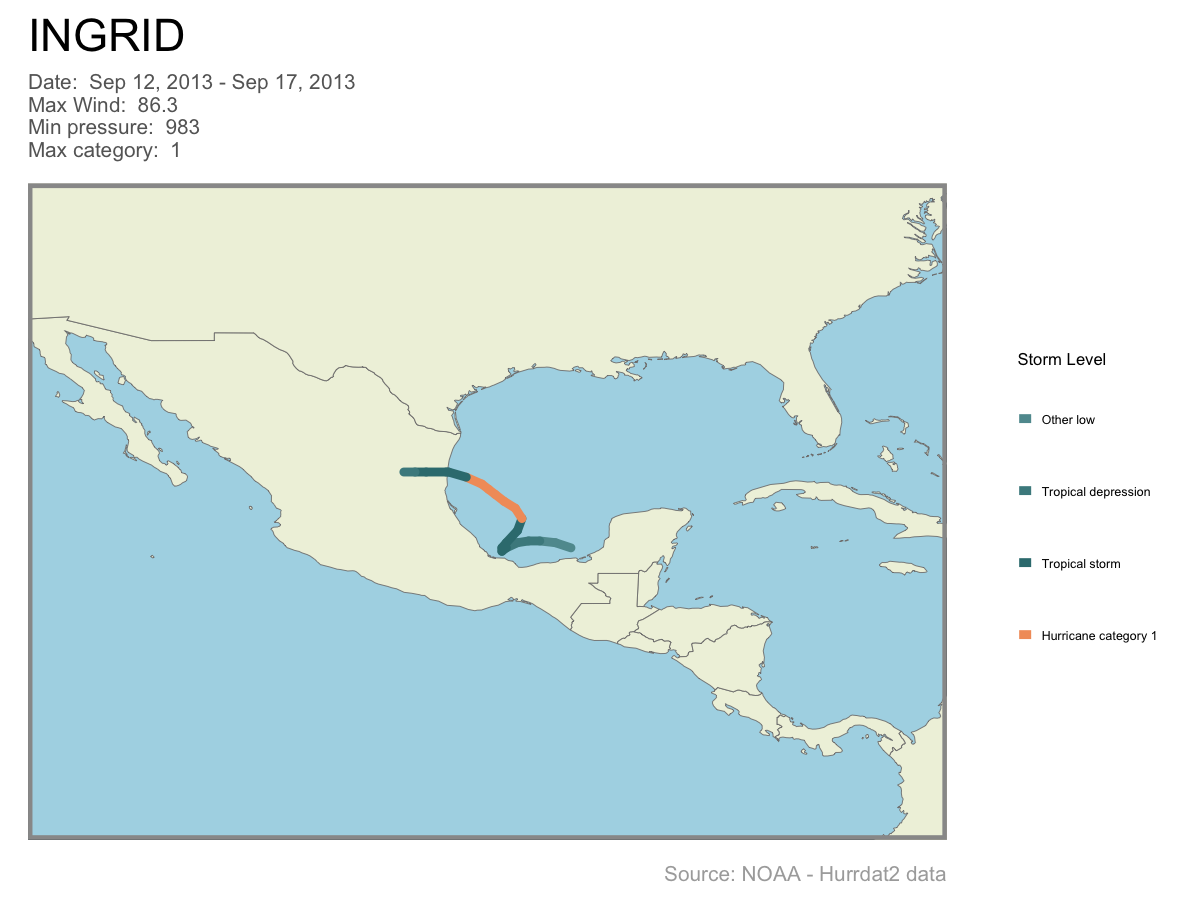 INGRID
Date:  Sep 12, 2013 - Sep 17, 2013
Max Wind:  86.3
Min pressure:  983
Max category:  1
Storm Level
Other low
Tropical depression
Tropical storm
Hurricane category 1
Source: NOAA - Hurrdat2 data